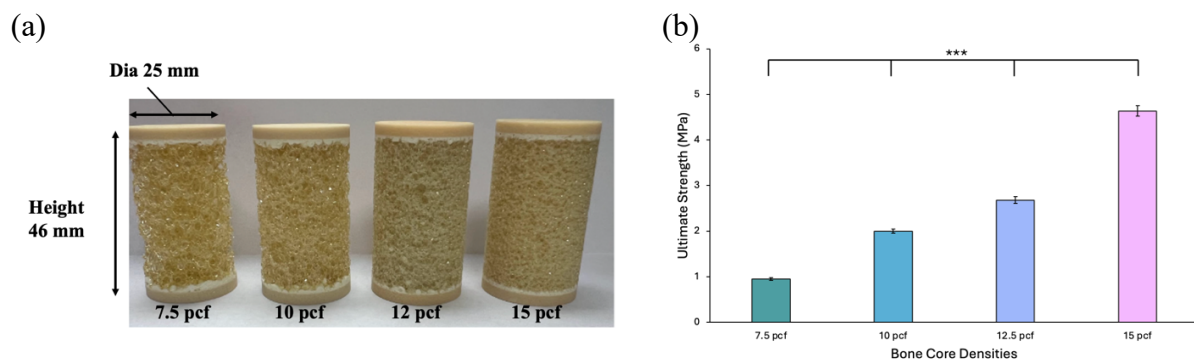 (a)
Dia 25 mm
Height
46 mm
7.5 pcf
10 pcf
12 pcf
15 pcf
(b)
***
6
5
4
3
2
1
0
Ultimate Strength (MPa)
7.5 pcf
10 pcf
12.5 pcf
15 pcf
Bone Core Densities